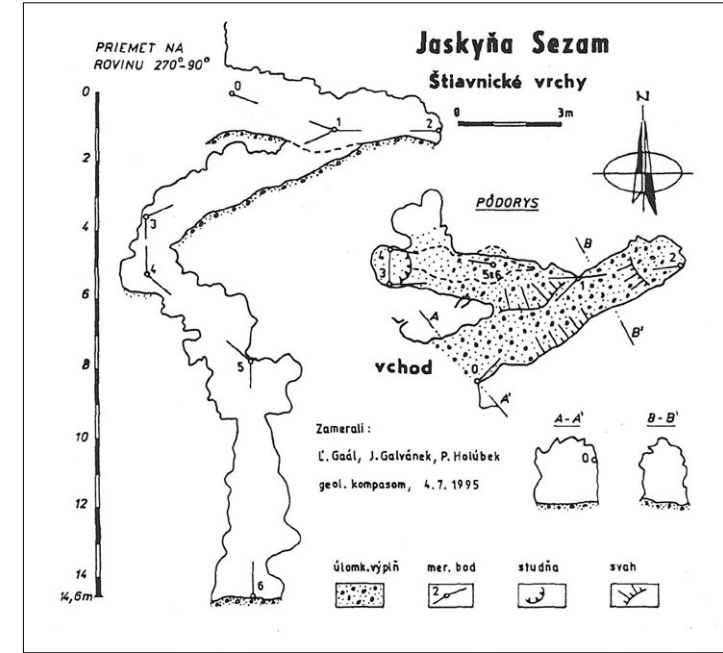 PRIEMET NA
ROVINU 270°-90°
Jaskyňa Sezam
Štiavnické vrchy
0 3m
N
0
2
4
6
8
10
12
14
14,6m
0
1
2
3
4
5
6
PÔDORYS
B
2
4
3
5±6
1
A
B'
vchod
0
A'
Zamerali:
Ľ. Gaál, J. Galvánek, P. Holúbek
geol. kompasom, 4.7.1995
A-A'
B-B'
0
úlomk.výplň
mer. bod
studňa
svah
2